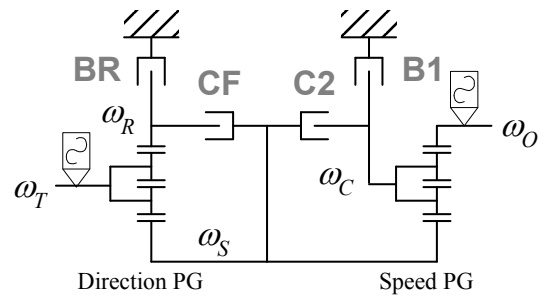 BR
CF
C2
B1
ω_R
ω_O
ω_T
ω_C
ω_S
Direction PG
Speed PG